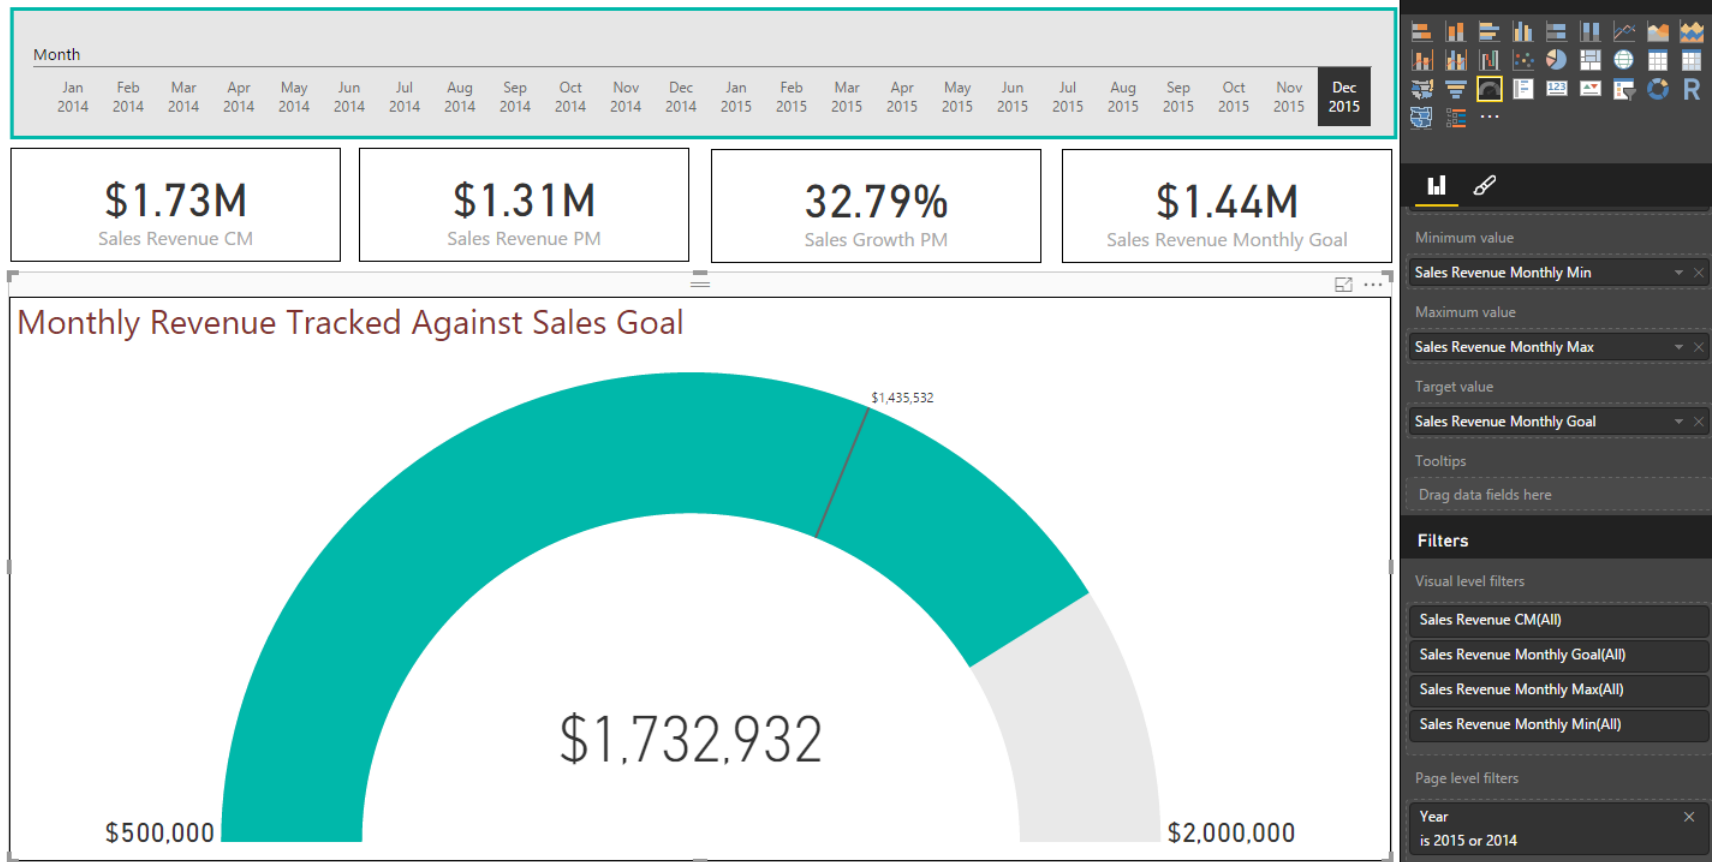 Month
Jan Feb Mar Apr May Jun Jul Aug Sep Oct Nov Dec Jan Feb Mar Apr May Jun Jul Aug Sep Oct Nov Dec
2014 2014 2014 2014 2014 2014 2014 2014 2014 2014 2014 2014 2015 2015 2015 2015 2015 2015 2015 2015 2015 2015 2015 2015
$1.73M
Sales Revenue CM
$1.31M
Sales Revenue PM
32.79%
Sales Growth PM
$1.44M
Sales Revenue Monthly Goal
Monthly Revenue Tracked Against Sales Goal
$1,435,532
$1,732,932
$500,000
$2,000,000
123
R
Minimum value
Sales Revenue Monthly Min
Maximum value
Sales Revenue Monthly Max
Target value
Sales Revenue Monthly Goal
Tooltips
Drag data fields here
Filters
Visual level filters
Sales Revenue CM(All)
Sales Revenue Monthly Goal(All)
Sales Revenue Monthly Max(All)
Sales Revenue Monthly Min(All)
Page level filters
Year
is 2015 or 2014